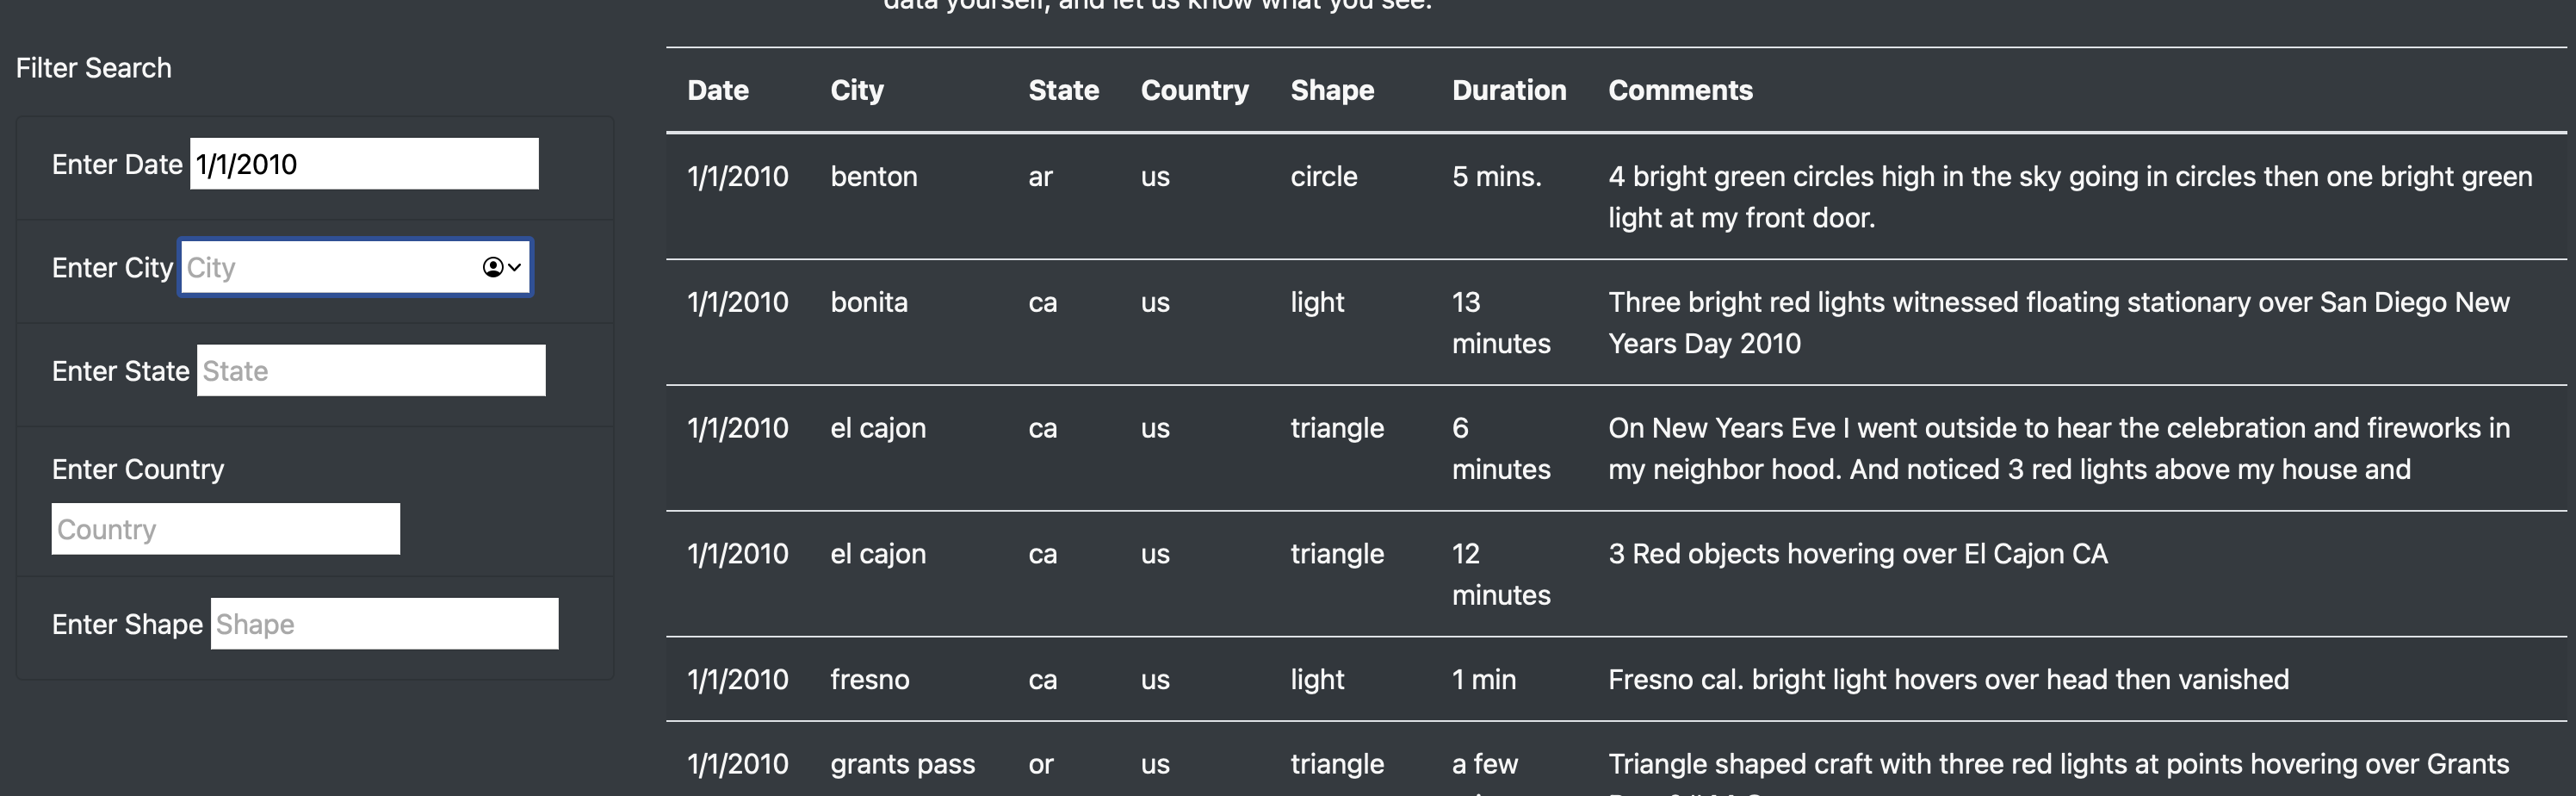 data yourself, and let us know what you see.
Filter Search
Enter Date 1/1/2010
Enter City City
Enter State State
Enter Country
Country
Enter Shape Shape
Date City State Country Shape Duration Comments
1/1/2010 benton ar us circle 5 mins. 4 bright green circles high in the sky going in circles then one bright green
light at my front door.
1/1/2010 bonita ca us light 13 Three bright red lights witnessed floating stationary over San Diego New
minutes Years Day 2010
1/1/2010 el cajon ca us triangle 6 On New Years Eve I went outside to hear the celebration and fireworks in
minutes my neighbor hood. And noticed 3 red lights above my house and
1/1/2010 el cajon ca us triangle 12 3 Red objects hovering over El Cajon CA
minutes
1/1/2010 fresno ca us light 1 min Fresno cal. bright light hovers over head then vanished
1/1/2010 grants pass or us triangle a few Triangle shaped craft with three red lights at points hovering over Grants